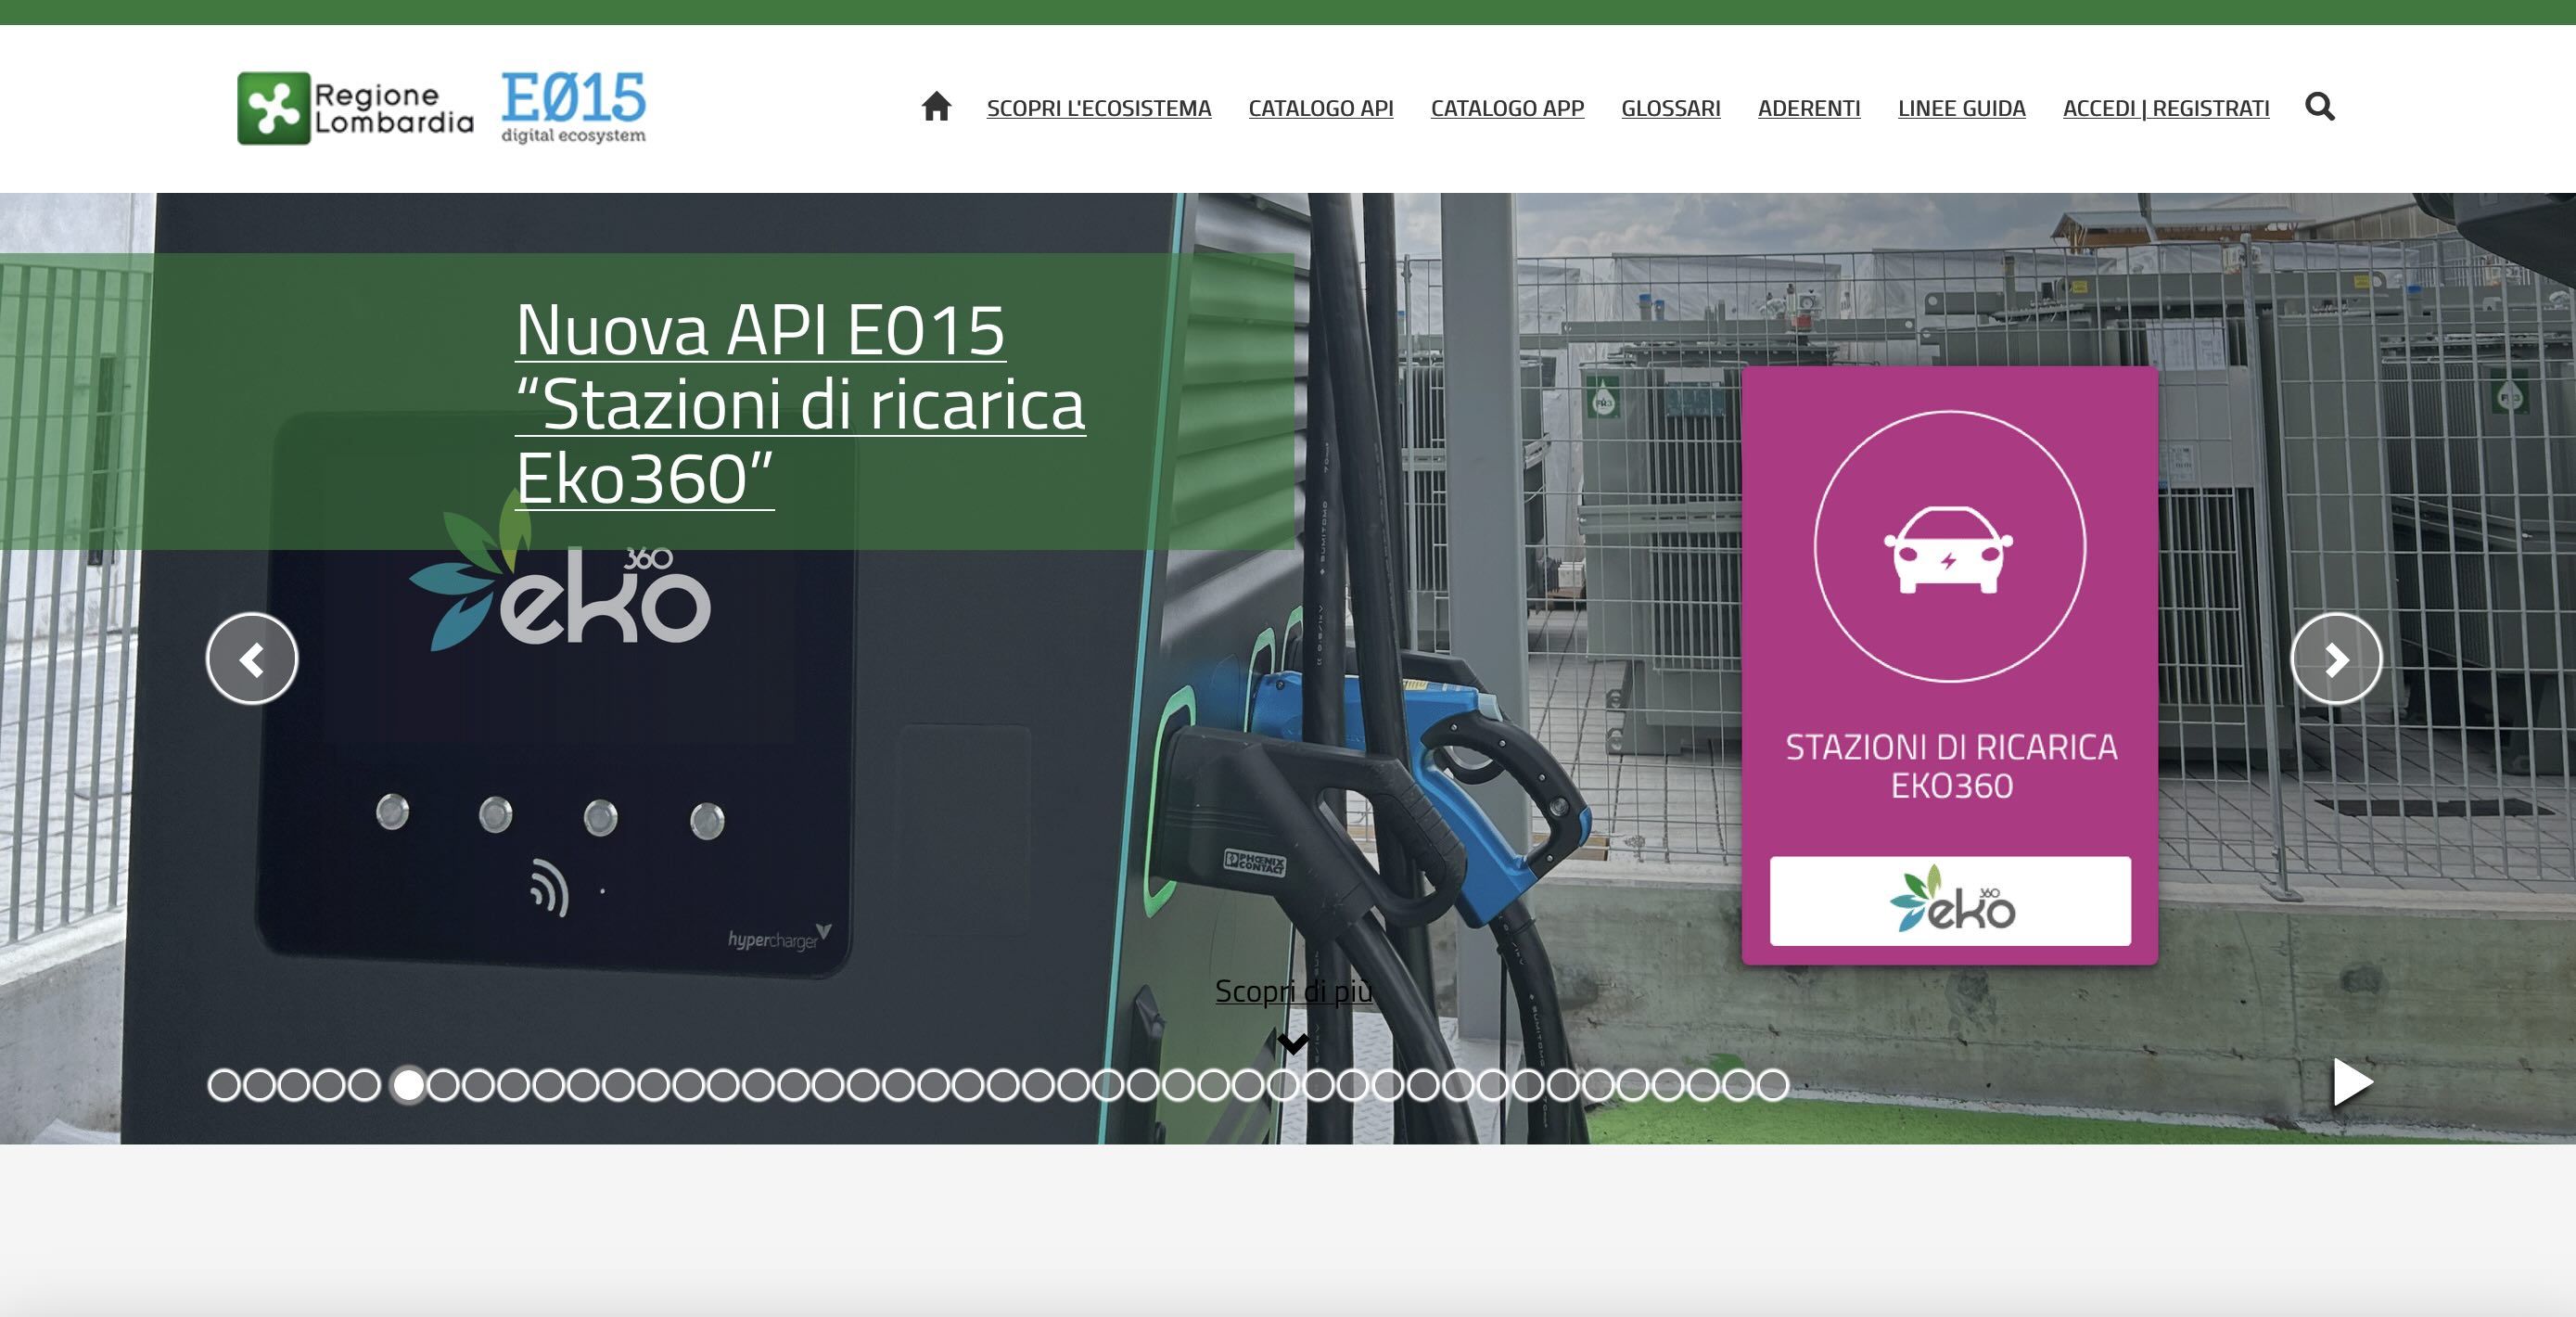 Regione
Lombardia
EØ15
digital ecosystem
SCOPRI L'ECOSISTEMA
CATALOGO API
CATALOGO APP
GLOSSARI
ADERENTI
LINEE GUIDA
ACCEDI | REGISTRATI
Nuova API E015
“Stazioni di ricarica
Eko360”
360
eko
hypercharger
PHŒNIX
CONTACT
STAZIONI DI RICARICA
EKO360
360
eko
Scopri di più